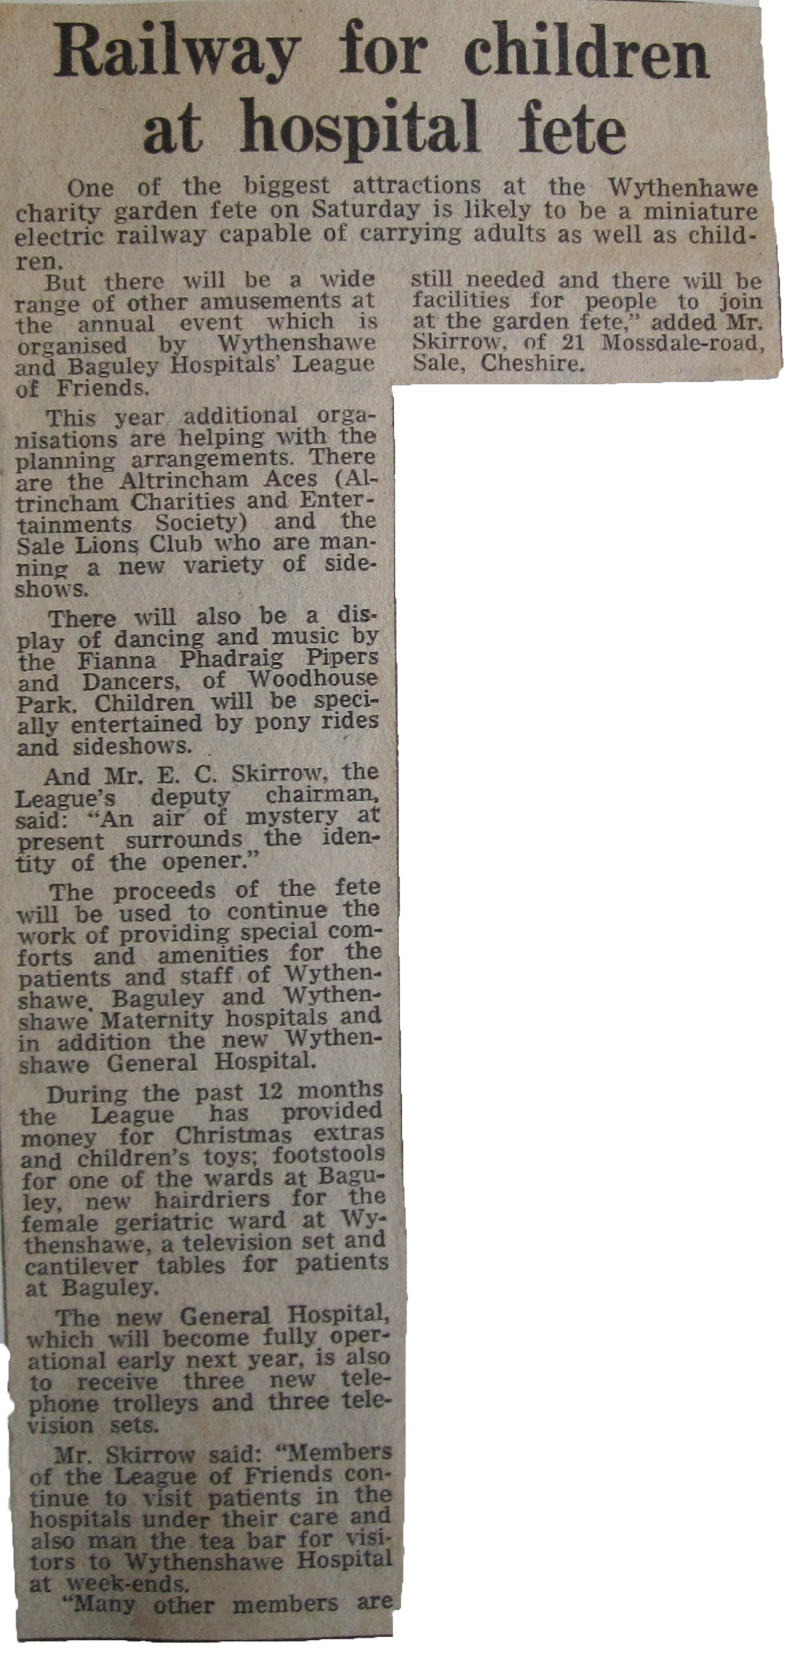 Railway for children
at hospital fete
One of the biggest attractions at the Wythenhawe
charity garden fete on Saturday is likely to be a miniature
electric railway capable of carrying adults as well as child-
ren.
But there will be a wide
range of other amusements at
the annual event which is
organised by Wythenshawe
and Baguley Hospitals' League
of Friends.
This year additional orga-
nisations are helping with the
planning arrangements. There
are the Altrincham Aces (Al-
trincham Charities and Enter-
tainments Society) and the
Sale Lions Club who are man-
ning a new variety of side-
shows.
There will also be a dis-
play of dancing and music by
the Fianna Phadraig Pipers
and Dancers, of Woodhouse
Park. Children will be speci-
ally entertained by pony rides
and sideshows.
And Mr. E. C. Skirrow, the
League's deputy chairman,
said: "An air of mystery at
present surrounds the iden-
tity of the opener."
The proceeds of the fete
will be used to continue the
work of providing special com-
forts and amenities for the
patients and staff of Wythen-
shawe, Baguley and Wythen-
shawe Maternity hospitals and
in addition the new Wythen-
shawe General Hospital.
During the past 12 months
the League has provided
money for Christmas extras
and children's toys; footstools
for one of the wards at Bagu-
ley, new hairdriers for the
female geriatric ward at Wy-
thenshawe, a television set and
cantilever tables for patients
at Baguley.
The new General Hospital,
which will become fully oper-
ational early next year, is also
to receive three new tele-
phone trolleys and three tele-
vision sets.
Mr. Skirrow said: "Members
of the League of Friends con-
tinue to visit patients in the
hospitals under their care and
also man the tea bar for visi-
tors to Wythenshawe Hospital
at week-ends.
"Many other members are
still needed and there will be
facilities for people to join
at the garden fete," added Mr.
Skirrow, of 21 Mossdale-road,
Sale, Cheshire.